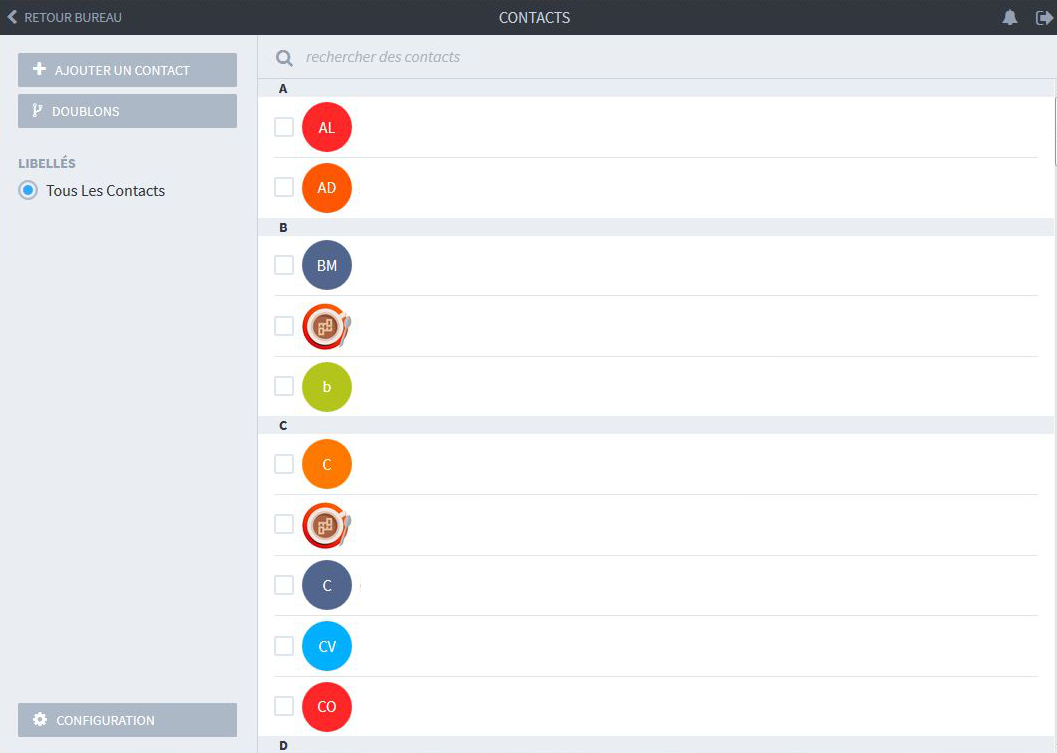 RETOUR BUREAU
CONTACTS
AJOUTER UN CONTACT
DOUBLONS
LIBELLÉS
Tous Les Contacts
CONFIGURATION
rechercher des contacts
A
AL
AD
B
BM
b
C
C
C
CV
CO
D